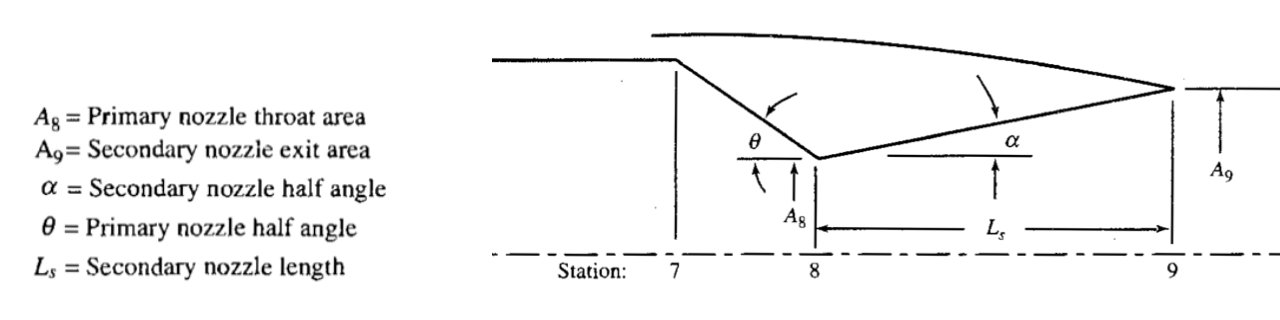 A₈ = Primary nozzle throat area
A₉= Secondary nozzle exit area
α = Secondary nozzle half angle
θ = Primary nozzle half angle
Lₛ = Secondary nozzle length
θ
α
A₉
A₈
Lₛ
Station: 7 8 9